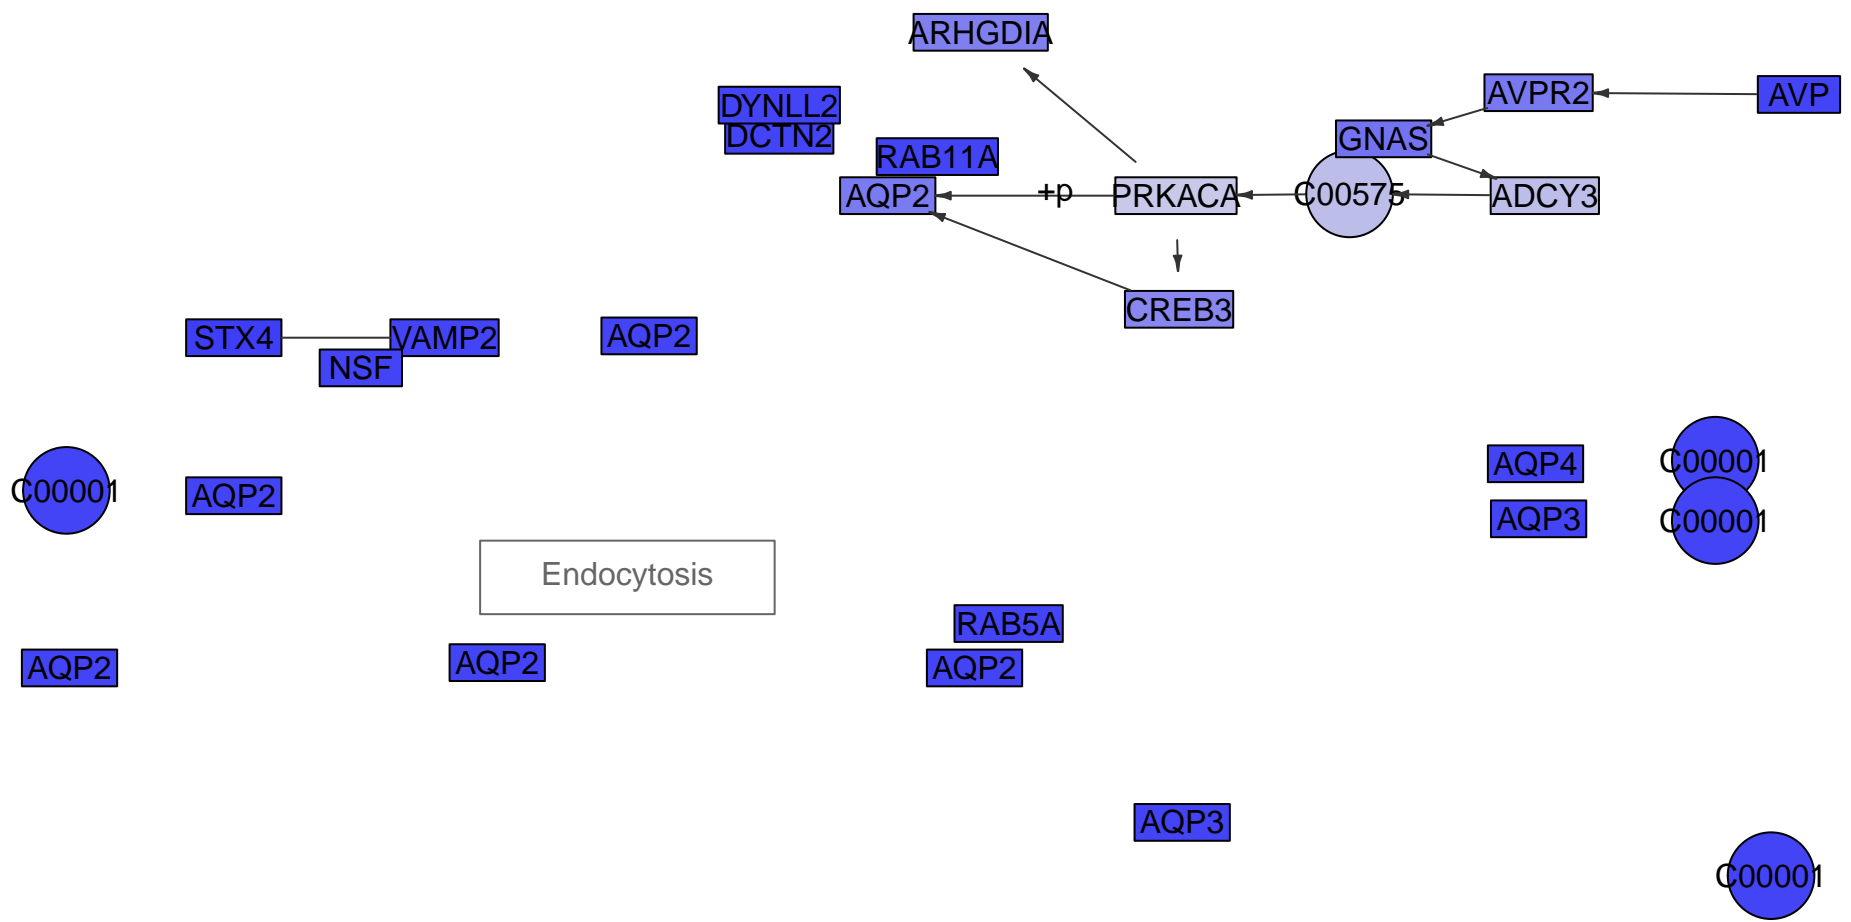 ARHGDIA
DYNLL2
AVPR2
AVP
DCTN2
GNAS
RAB11A
AQP2
+p
PRKACA
C00575
ADCY3
CREB3
STX4
VAMP2
AQP2
NSF
C00001
AQP2
AQP4
C00001
AQP3
C00001
Endocytosis
RAB5A
AQP2
AQP2
AQP2
AQP3
C00001